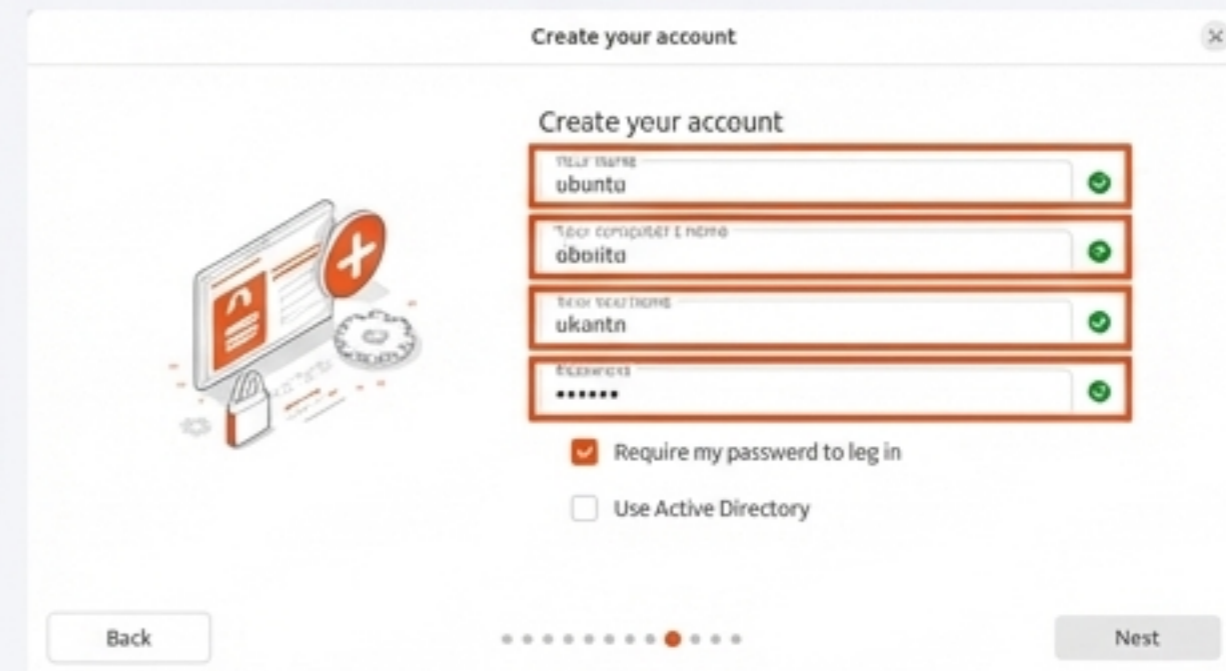 Create your account
Create your account
ubuntu
oboiita
ukantn
Require my passwerd to leg in
Use Active Directory
Back
Nest